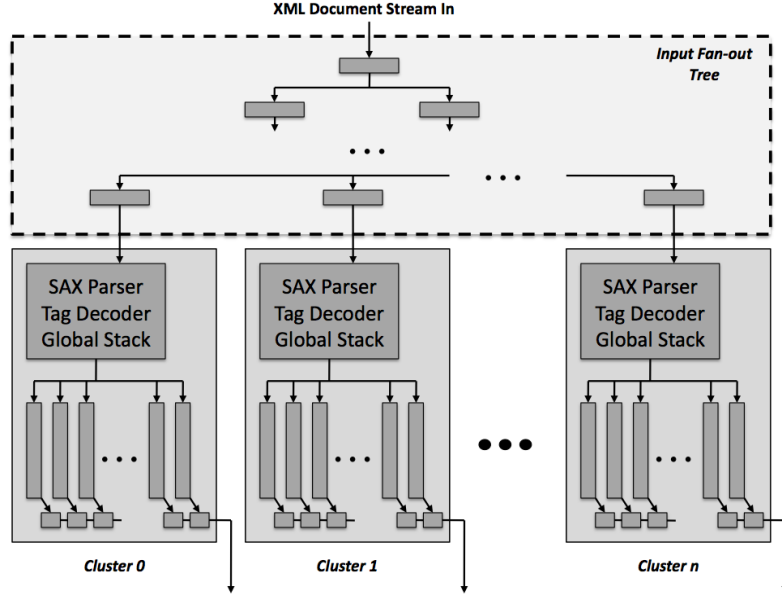 XML Document Stream In
Input Fan-out
Tree
SAX Parser
Tag Decoder
Global Stack
SAX Parser
Tag Decoder
Global Stack
SAX Parser
Tag Decoder
Global Stack
Cluster 0
Cluster 1
Cluster n